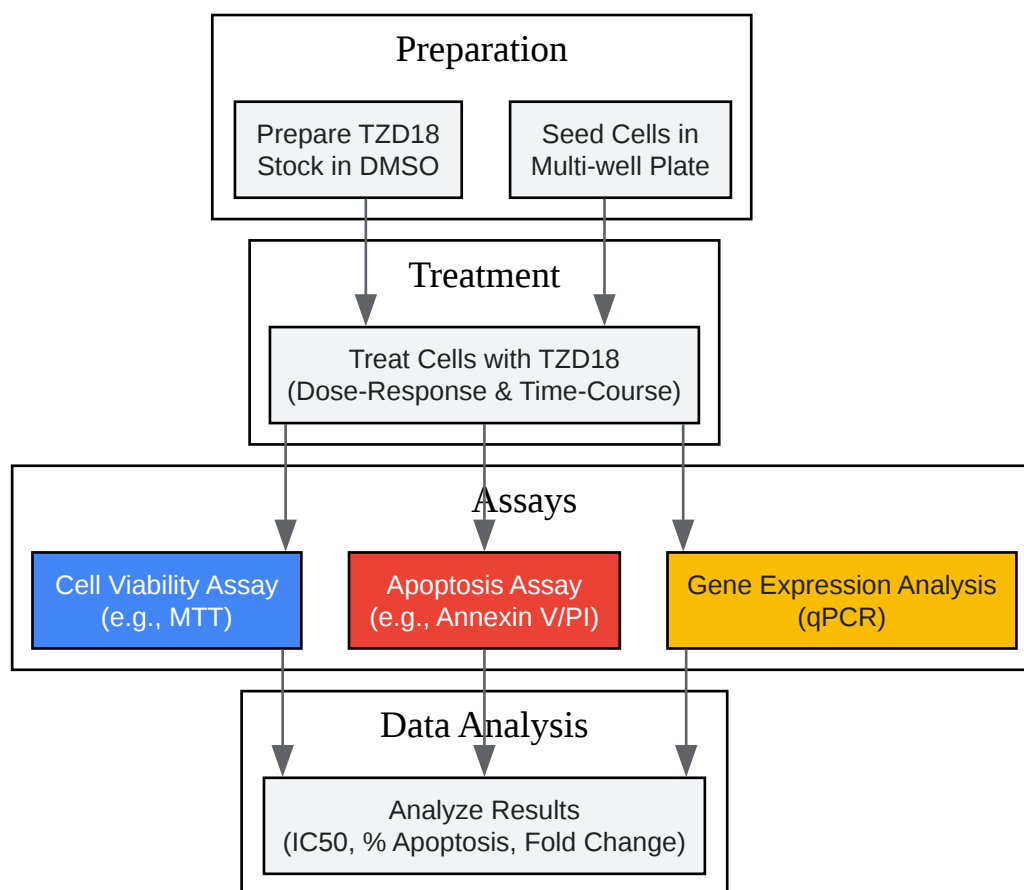 Preparation
Prepare TZD18
Stock in DMSO
Seed Cells in
Multi-well Plate
Treatment
Treat Cells with TZD18
(Dose-Response & Time-Course)
Assays
Cell Viability Assay
(e.g., MTT)
Apoptosis Assay
(e.g., Annexin V/PI)
Gene Expression Analysis
(qPCR)
Data Analysis
Analyze Results
(IC50, % Apoptosis, Fold Change)